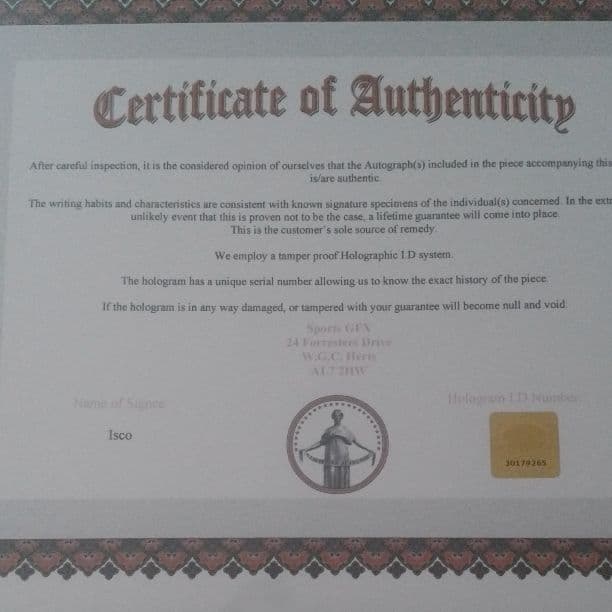 Certificate of Authenticity
After careful inspection, it is the considered opinion of ourselves that the Autograph(s) included in the piece accompanying this
is/are authentic.
The writing habits and characteristics are consistent with known signature specimens of the individual(s) concerned. In the extr
unlikely event that this is proven not to be the case, a lifetime guarantee will come into place.
This is the customer's sole source of remedy.
We employ a tamper proof Holographic I.D system.
The hologram has a unique serial number allowing us to know the exact history of the piece.
If the hologram is in any way damaged, or tampered with your guarantee will become null and void.
Sports GFX
24 Forresters Drive
W.G.C. Herts
AL7 2HW
Name of Signee
Hologram I.D Number
Isco
30179265